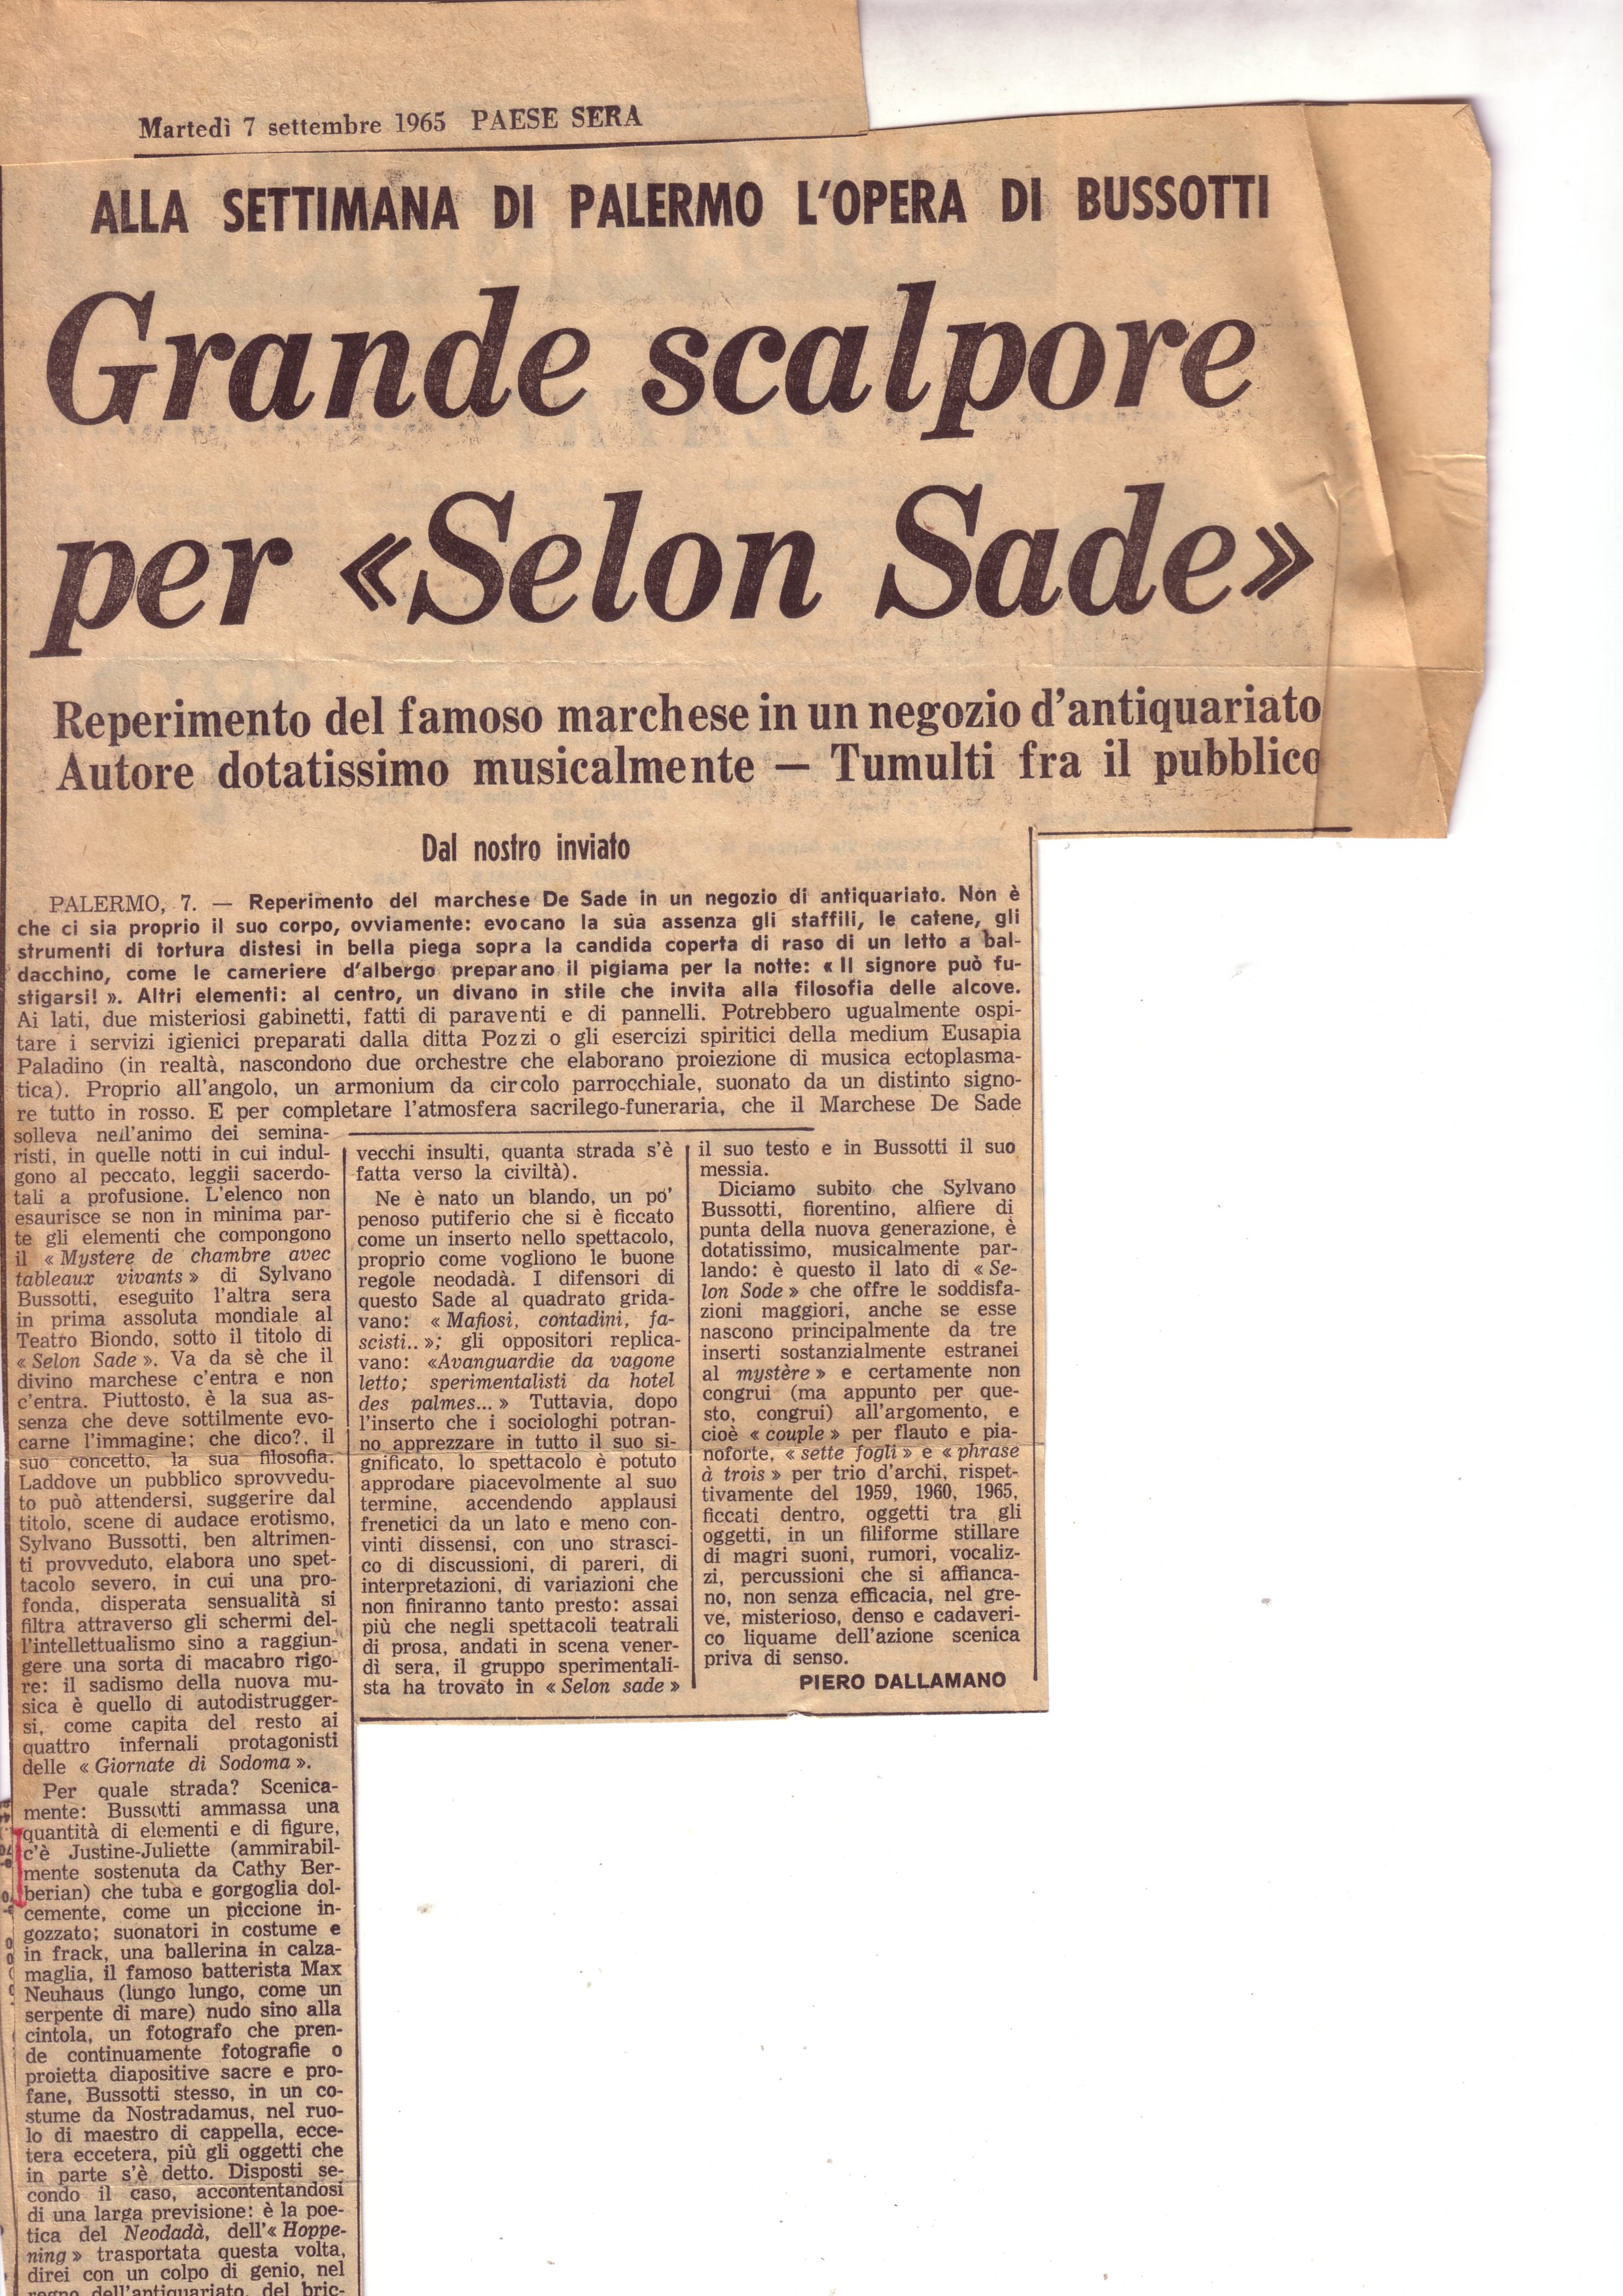 Martedì 7 settembre 1965 PAESE SERA
ALLA SETTIMANA DI PALERMO L'OPERA DI BUSSOTTI
Grande scalpore
per «Selon Sade»
Reperimento del famoso marchese in un negozio d'antiquariato
Autore dotatissimo musicalmente — Tumulti fra il pubblico
Dal nostro inviato
PALERMO, 7. — Reperimento del marchese De Sade in un negozio di antiquariato. Non è
che ci sia proprio il suo corpo, ovviamente: evocano la sua assenza gli staffili, le catene, gli
strumenti di tortura distesi in bella piega sopra la candida coperta di raso di un letto a bal-
dacchino, come le cameriere d'albergo preparano il pigiama per la notte: « Il signore può fu-
stigarsi! ». Altri elementi: al centro, un divano in stile che invita alla filosofia delle alcove.
Ai lati, due misteriosi gabinetti, fatti di paraventi e di pannelli. Potrebbero ugualmente ospi-
tare i servizi igienici preparati dalla ditta Pozzi o gli esercizi spiritici della medium Eusapia
Paladino (in realtà, nascondono due orchestre che elaborano proiezione di musica ectoplasma-
tica). Proprio all'angolo, un armonium da circolo parrocchiale, suonato da un distinto signo-
re tutto in rosso. E per completare l'atmosfera sacrilego-funeraria, che il Marchese De Sade
solleva nell'animo dei semina-
risti, in quelle notti in cui indul-
gono al peccato, leggii sacerdo-
tali a profusione. L'elenco non
esaurisce se non in minima par-
te gli elementi che compongono
il « Mystere de chambre avec
tableaux vivants » di Sylvano
Bussotti, eseguito l'altra sera
in prima assoluta mondiale al
Teatro Biondo, sotto il titolo di
« Selon Sade ». Va da sè che il
divino marchese c'entra e non
c'entra. Piuttosto, è la sua as-
senza che deve sottilmente evo-
carne l'immagine; che dico?, il
suo concetto, la sua filosofia.
Laddove un pubblico sprovvedu-
to può attendersi, suggerire dal
titolo, scene di audace erotismo,
Sylvano Bussotti, ben altrimen-
ti provveduto, elabora uno spet-
tacolo severo, in cui una pro-
fonda, disperata sensualità si
filtra attraverso gli schermi del-
l'intellettualismo sino a raggiun-
gere una sorta di macabro rigo-
re: il sadismo della nuova mu-
sica è quello di autodistrugger-
si, come capita del resto ai
quattro infernali protagonisti
delle « Giornate di Sodoma ».
Per quale strada? Scenica-
mente: Bussotti ammassa una
quantità di elementi e di figure,
c'è Justine-Juliette (ammirabil-
mente sostenuta da Cathy Ber-
berian) che tuba e gorgoglia dol-
cemente, come un piccione in-
gozzato; suonatori in costume e
in frack, una ballerina in calza-
maglia, il famoso batterista Max
Neuhaus (lungo lungo, come un
serpente di mare) nudo sino alla
cintola, un fotografo che pren-
de continuamente fotografie o
proietta diapositive sacre e pro-
fane, Bussotti stesso, in un co-
stume da Nostradamus, nel ruo-
lo di maestro di cappella, ecce-
tera eccetera, più gli oggetti che
in parte s'è detto. Disposti se-
condo il caso, accontentandosi
di una larga previsione: è la poe-
tica del Neodadà, dell'« Hoppe-
ning » trasportata questa volta,
direi con un colpo di genio, nel
regno dell'antiquariato, del bric-
vecchi insulti, quanta strada s'è
fatta verso la civiltà).
Ne è nato un blando, un po'
penoso putiferio che si è ficcato
come un inserto nello spettacolo,
proprio come vogliono le buone
regole neodadà. I difensori di
questo Sade al quadrato grida-
vano: « Mafiosi, contadini, fa-
scisti.. »; gli oppositori replica-
vano: «Avanguardie da vagone
letto; sperimentalisti da hotel
des palmes... » Tuttavia, dopo
l'inserto che i sociologhi potran-
no apprezzare in tutto il suo si-
gnificato, lo spettacolo è potuto
approdare piacevolmente al suo
termine, accendendo applausi
frenetici da un lato e meno con-
vinti dissensi, con uno strasci-
co di discussioni, di pareri, di
interpretazioni, di variazioni che
non finiranno tanto presto: assai
più che negli spettacoli teatrali
di prosa, andati in scena vener-
dì sera, il gruppo sperimentali-
sta ha trovato in « Selon sade »
il suo testo e in Bussotti il suo
messia.
Diciamo subito che Sylvano
Bussotti, fiorentino, alfiere di
punta della nuova generazione, è
dotatissimo, musicalmente par-
lando: è questo il lato di « Se-
lon Sode » che offre le soddisfa-
zioni maggiori, anche se esse
nascono principalmente da tre
inserti sostanzialmente estranei
al mystère » e certamente non
congrui (ma appunto per que-
sto, congrui) all'argomento, e
cioè « couple » per flauto e pia-
noforte, « sette fogli » e « phrase
à trois » per trio d'archi, rispet-
tivamente del 1959, 1960, 1965,
ficcati dentro, oggetti tra gli
oggetti, in un filiforme stillare
di magri suoni, rumori, vocaliz-
zi, percussioni che si affianca-
no, non senza efficacia, nel gre-
ve, misterioso, denso e cadaveri-
co liquame dell'azione scenica
priva di senso.
PIERO DALLAMANO